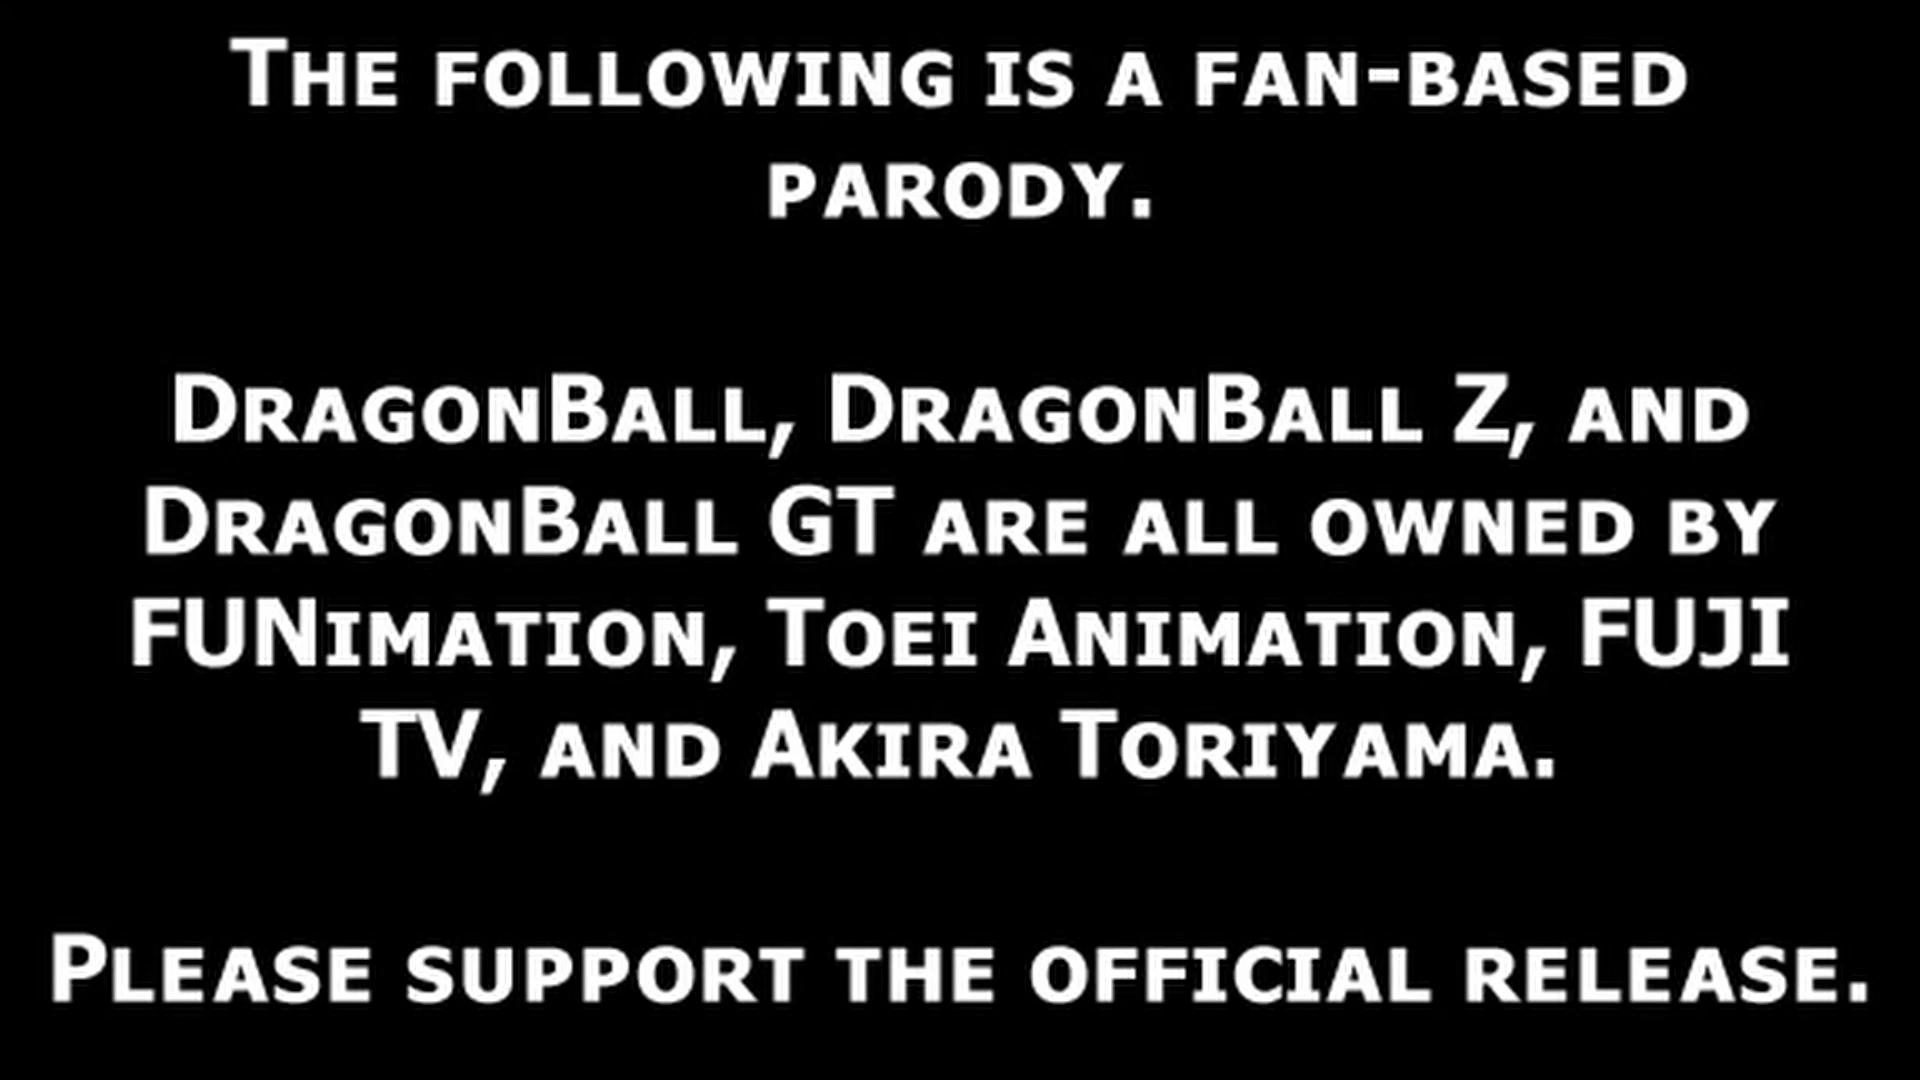 The following is a fan-based
parody.
DragonBall, DragonBall Z, and
DragonBall GT are all owned by
FUNimation, Toei Animation, FUJI
TV, and Akira Toriyama.
Please support the official release.